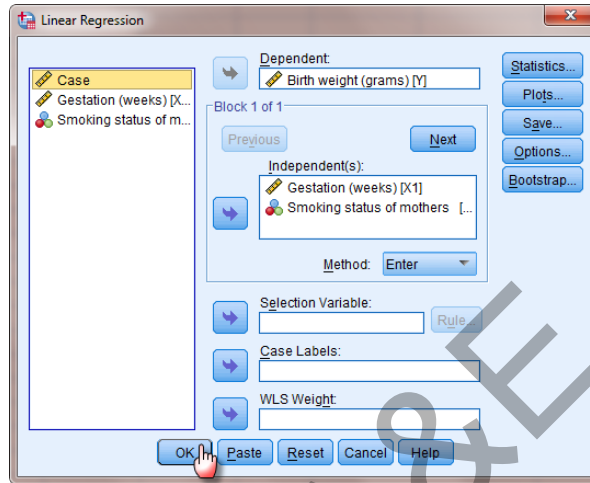 Linear Regression
Case
Gestation (weeks) [X...
Smoking status of m...
Dependent:
Birth weight (grams) [Y]
Block 1 of 1
Previous
Next
Independent(s):
Gestation (weeks) [X1]
Smoking status of mothers [...
Method: Enter
Selection Variable:
Rule...
Case Labels:
WLS Weight:
Statistics...
Plots...
Save...
Options...
Bootstrap...
OK Paste Reset Cancel Help
&E